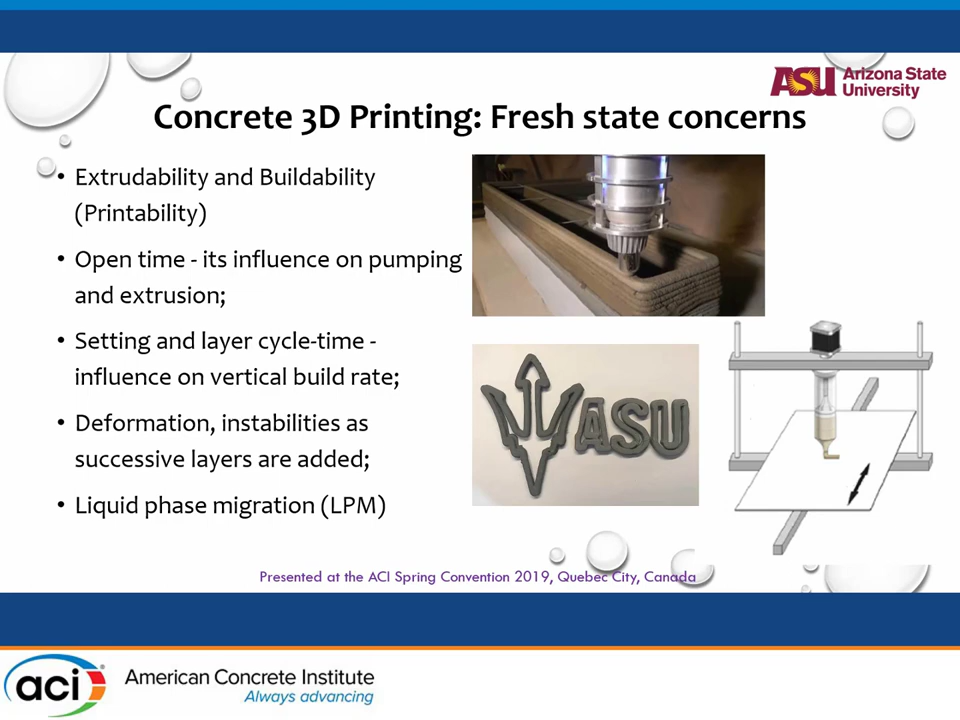 ASU Arizona State
University
Concrete 3D Printing: Fresh state concerns
• Extrudability and Buildability
(Printability)
• Open time - its influence on pumping
and extrusion;
• Setting and layer cycle-time -
influence on vertical build rate;
• Deformation, instabilities as
successive layers are added;
• Liquid phase migration (LPM)
ASU
Presented at the ACI Spring Convention 2019, Quebec City, Canada
aci American Concrete Institute
Always advancing